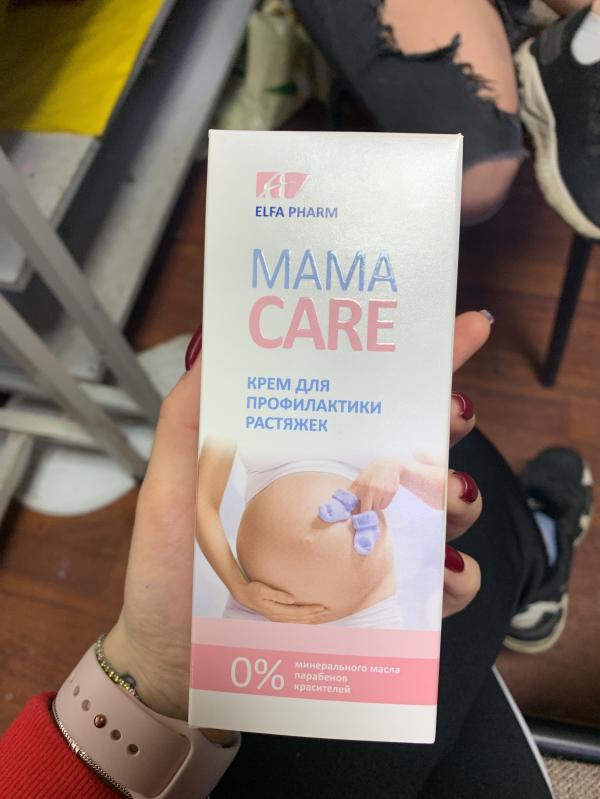 ELFA PHARM
MAMA
CARE
КРЕМ ДЛЯ
ПРОФИЛАКТИКИ
РАСТЯЖЕК
0%
минерального масла
парабенов
красителей